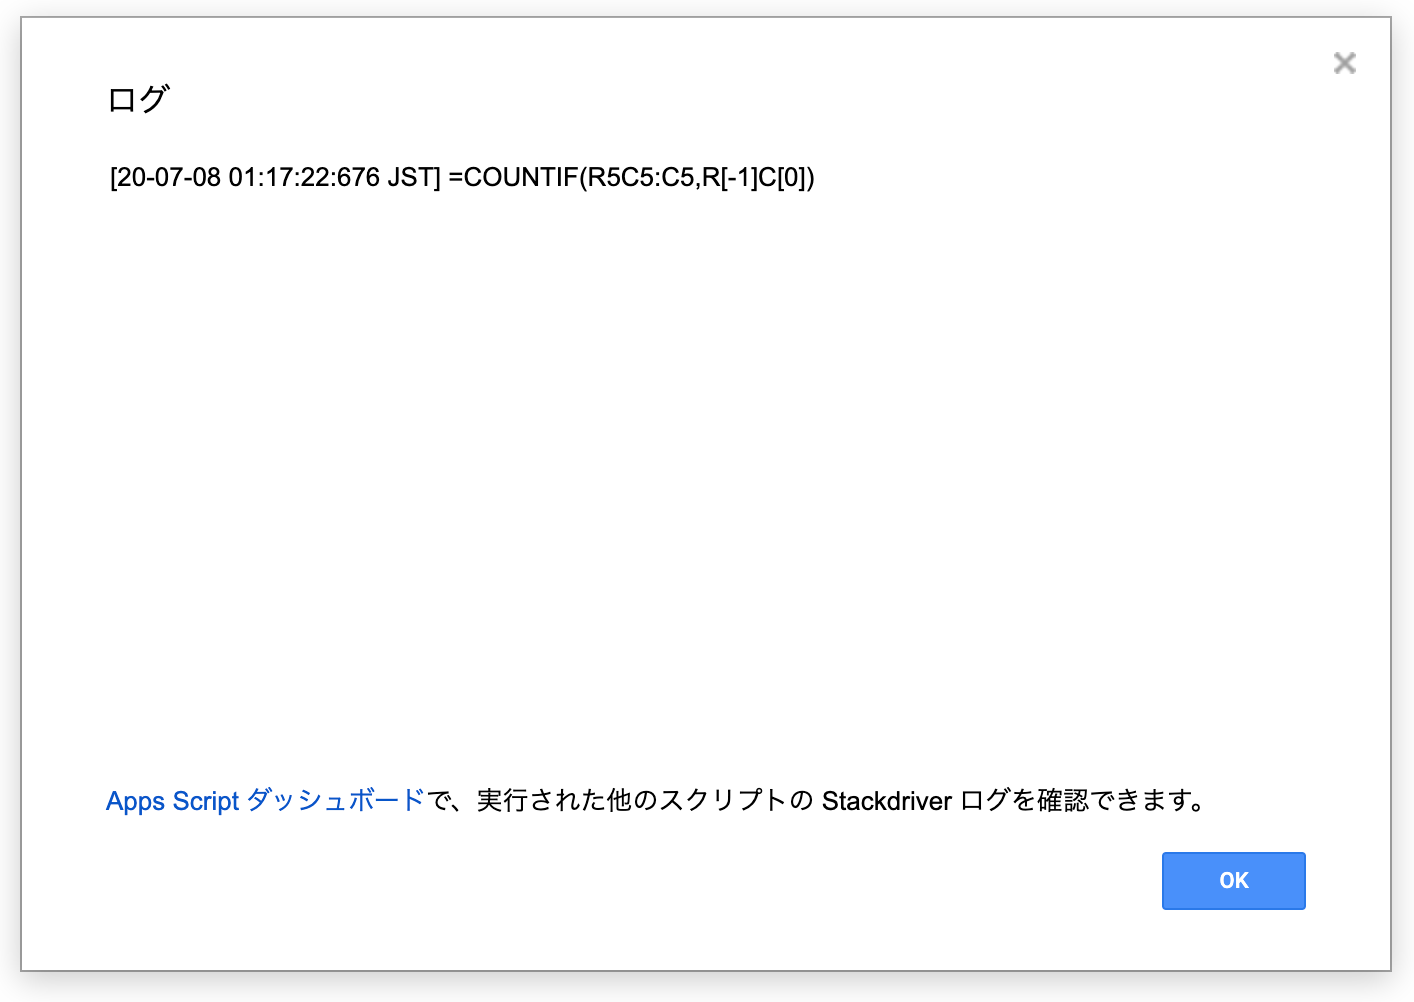 ログ
[20-07-08 01:17:22:676 JST] =COUNTIF(R5C5:C5,R[-1]C[0])
Apps Script ダッシュボードで、実行された他のスクリプトの Stackdriver ログを確認できます。
OK